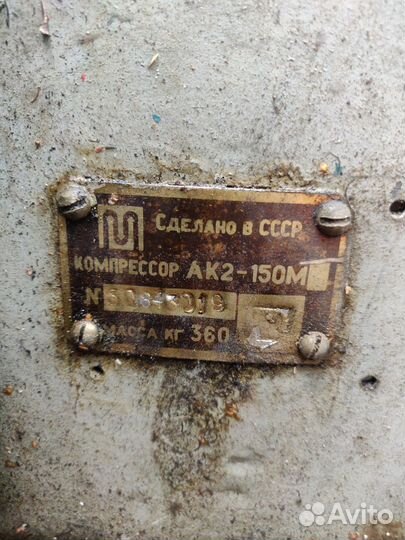 СДЕЛАНО В СССР
КОМПРЕССОР АК2-150М
N
МАССА КГ 360
Avito